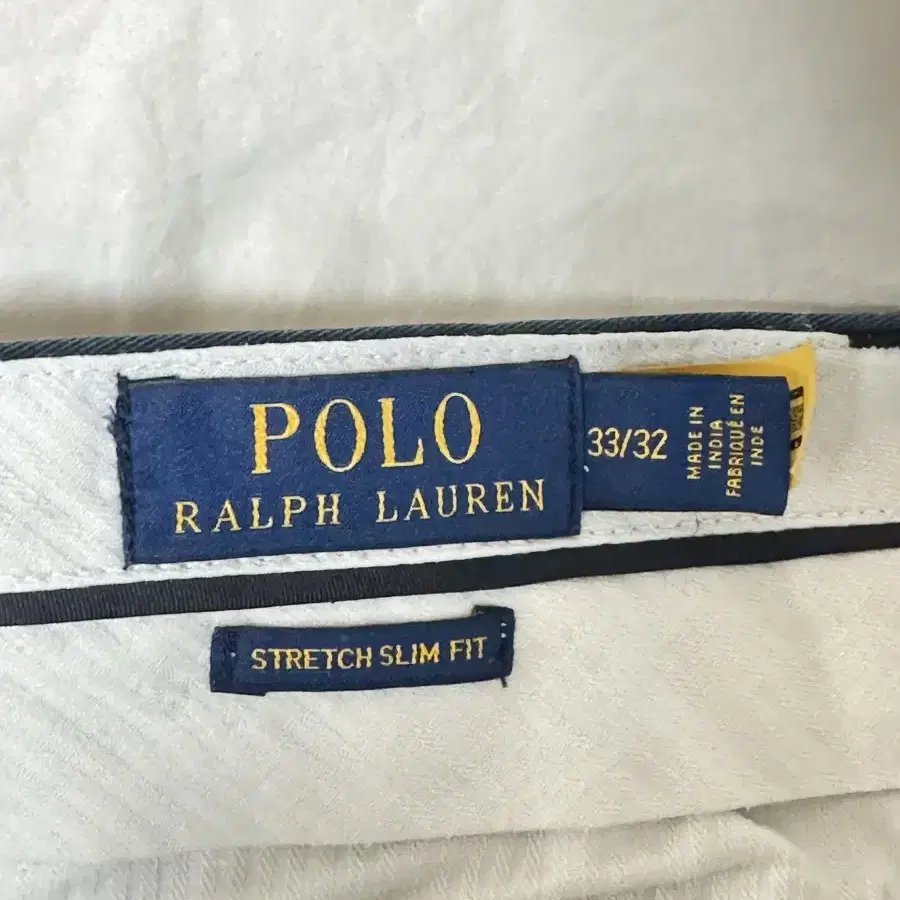 POLO
RALPH LAUREN
33/32
MADE IN
INDIA
FABRIQUÉ EN
INDE
STRETCH SLIM FIT